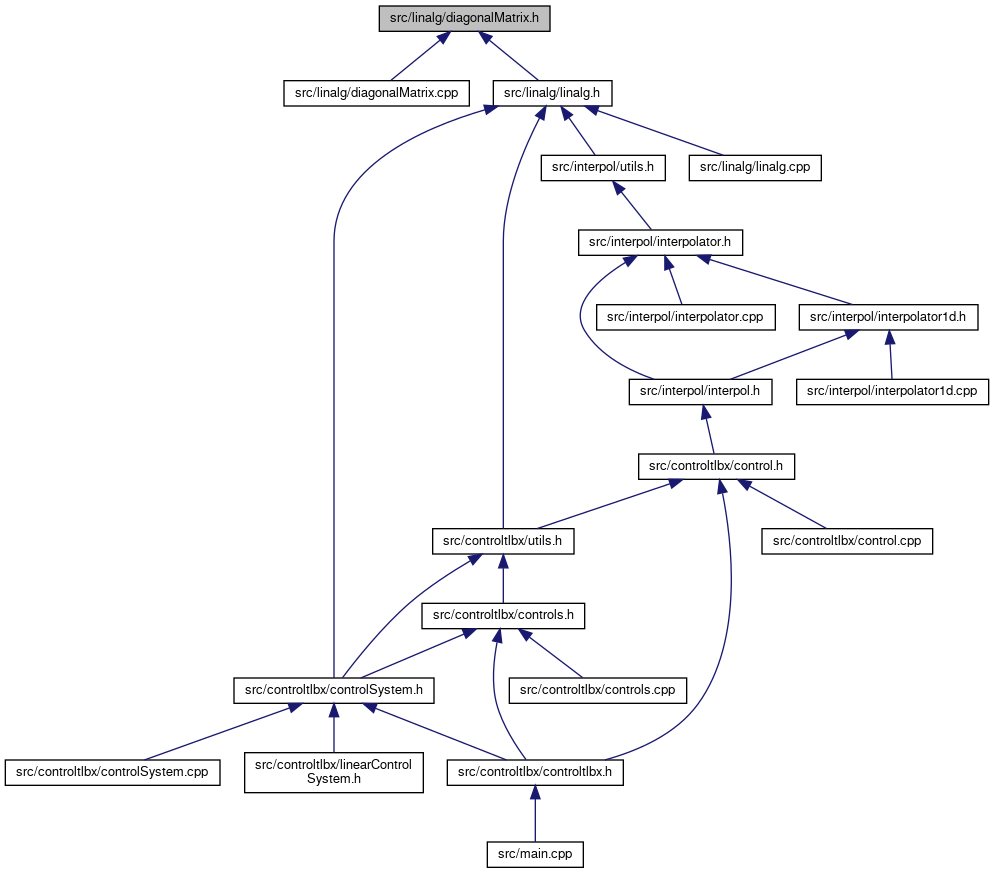 src/linalg/diagonalMatrix.h
src/linalg/diagonalMatrix.cpp
src/linalg/linalg.h
src/interpol/utils.h
src/linalg/linalg.cpp
src/interpol/interpolator.h
src/interpol/interpolator.cpp
src/interpol/interpolator1d.h
src/interpol/interpol.h
src/interpol/interpolator1d.cpp
src/controltlbx/control.h
src/controltlbx/utils.h
src/controltlbx/control.cpp
src/controltlbx/controls.h
src/controltlbx/controlSystem.h
src/controltlbx/controls.cpp
src/controltlbx/controlSystem.cpp
src/controltlbx/linearControl
System.h
src/controltlbx/controltlbx.h
src/main.cpp